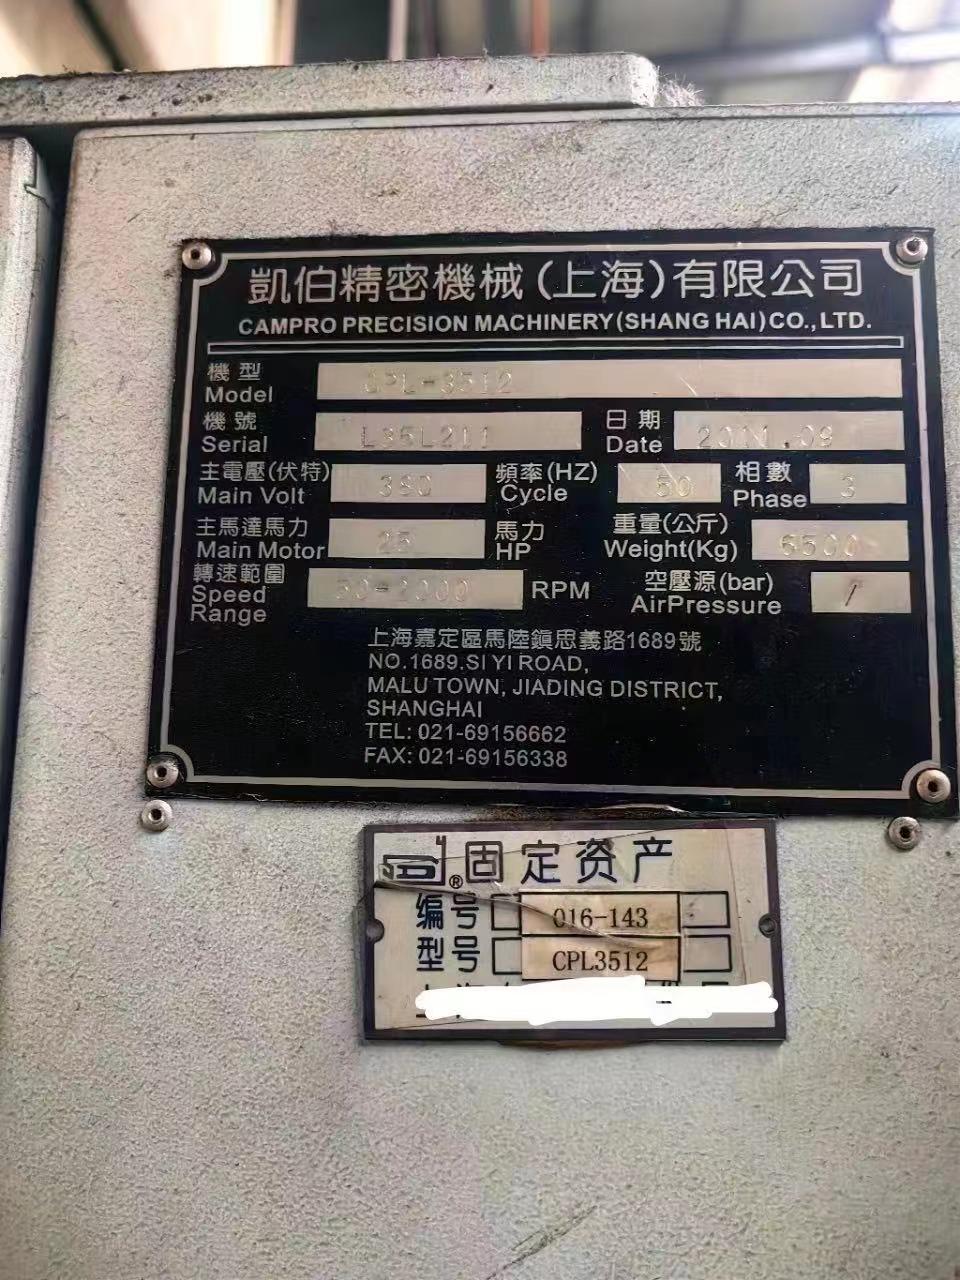 凱伯精密機械(上海)有限公司
CAMPRO PRECISION MACHINERY(SHANG HAI)CO.,LTD.
機型 CPL-3512
Model
機號 L35L211 日期 2011.09
Serial Date
主電壓(伏特) 380 頻率(HZ) 50 相數 3
Main Volt Cycle Phase
主馬達馬力 25 馬力 重量(公斤) 6500
Main Motor HP Weight(Kg)
轉速範圍 RPM 空壓源(bar)
Speed AirPressure
Range
上海嘉定區馬陸鎮思義路1689號
NO.1689.SI YI ROAD,
MALU TOWN, JIADING DISTRICT,
SHANGHAI
TEL: 021-69156662
FAX: 021-69156338
®固定资产
编号 016-143
型号 CPL3512